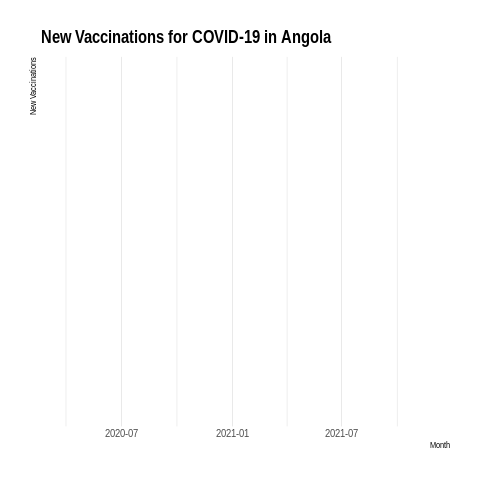 New Vaccinations for COVID-19 in Angola
New Vaccinations
2020-07
2021-01
2021-07
Month